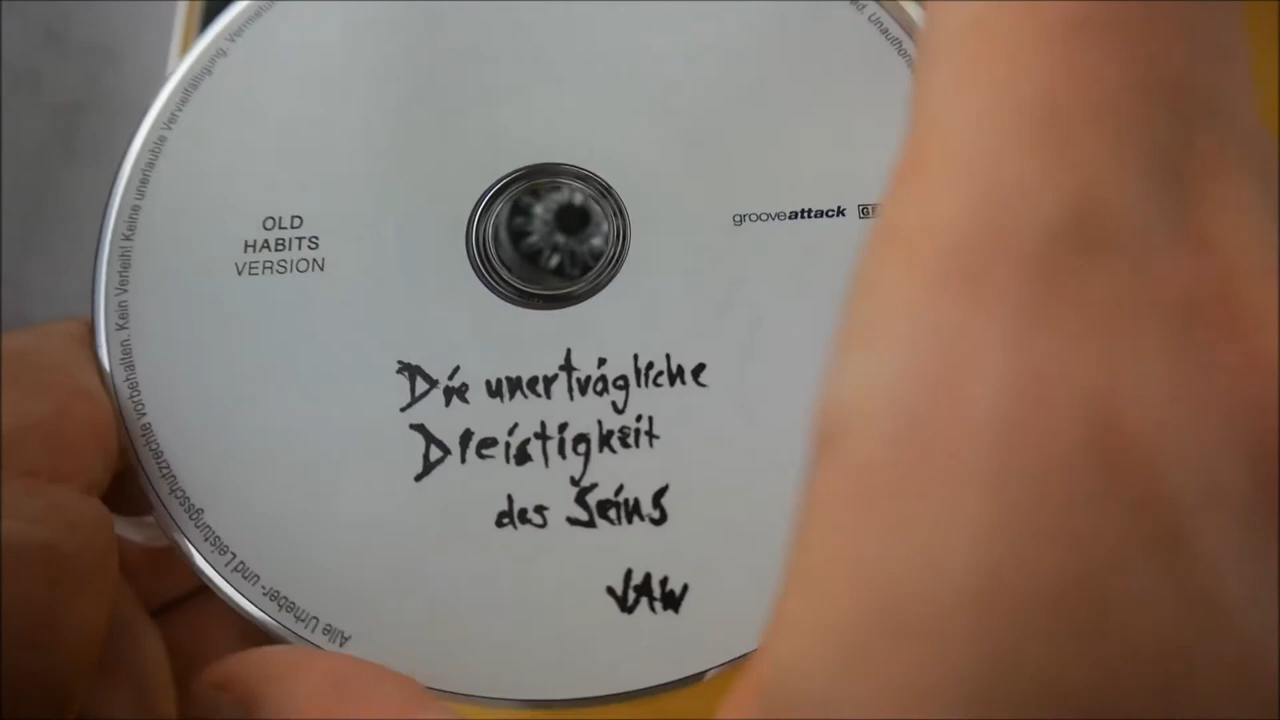 Alle Urheber- und Leistungsschutzrechte vorbehalten. Kein Verleih! Keine unerlaubte Vervielfältigung,
OLD
HABITS
VERSION
grooveattack
Die unerträgliche
Dreistigkeit
des Seins
JAW